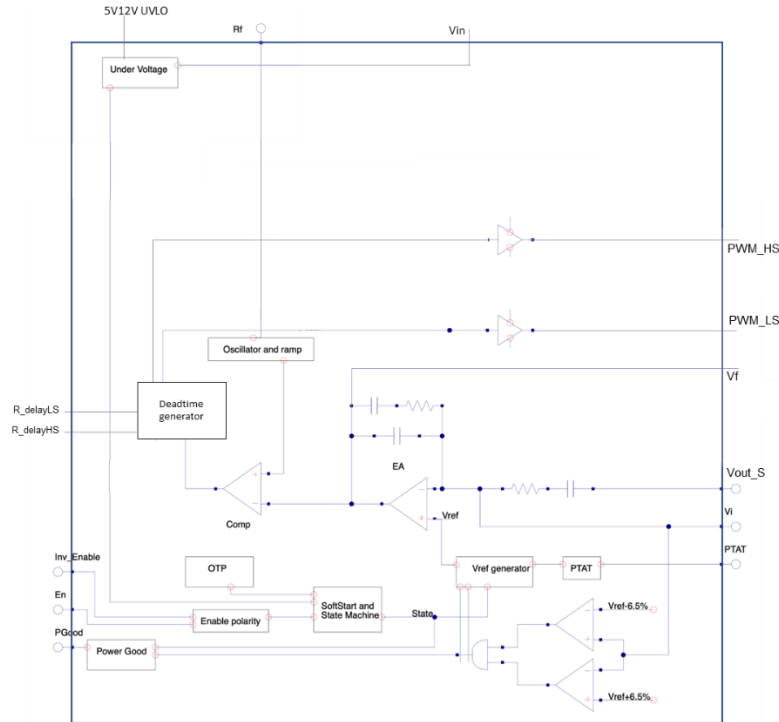 5V12V UVLO
Rf
Vin
Under Voltage
PWM_HS
PWM_LS
Oscillator and ramp
Vf
Deadtime
generator
R_delayLS
R_delayHS
EA
Vout_S
Comp
Vref
Vi
PTAT
Inv_Enable
OTP
Vref generator
PTAT
En
SoftStart and
State Machine
State
Vref-6.5%
Enable polarity
PGood
Power Good
Vref+6.5%
+
−
−
+
−
+
−
+